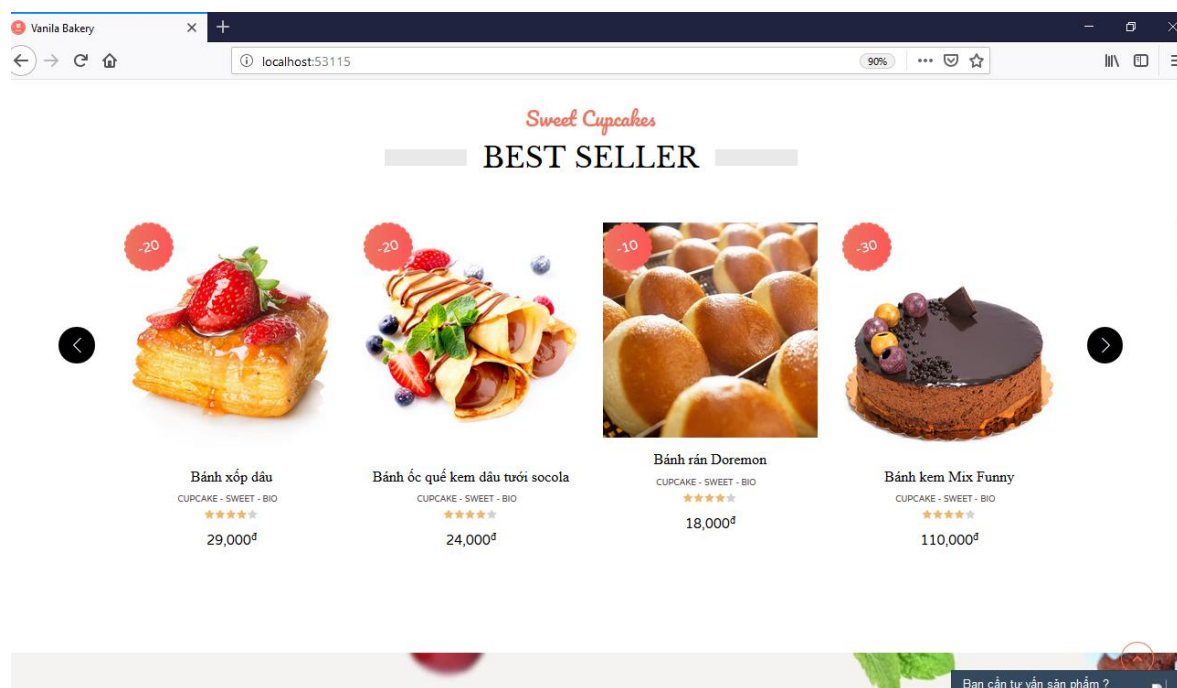 Vanila Bakery
localhost:53115
90%
Sweet Cupcakes
BEST SELLER
-20
-20
-10
-30
Bánh xốp dâu
CUPCAKE - SWEET - BIO
29,000đ
Bánh ốc quế kem dâu tưới socola
CUPCAKE - SWEET - BIO
24,000đ
Bánh rán Doremon
CUPCAKE - SWEET - BIO
18,000đ
Bánh kem Mix Funny
CUPCAKE - SWEET - BIO
110,000đ
Bạn cần tư vấn sản phẩm ?